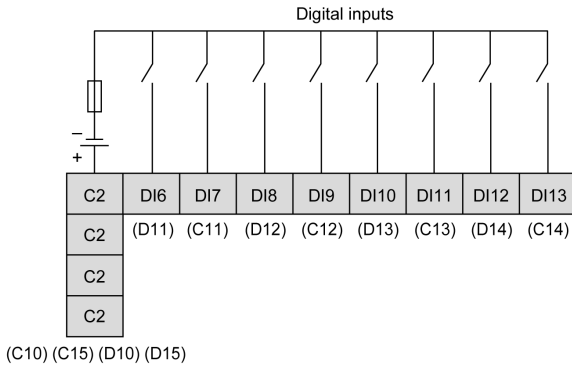 Digital inputs
−
+
C2 DI6 DI7 DI8 DI9 DI10 DI11 DI12 DI13
C2 (D11) (C11) (D12) (C12) (D13) (C13) (D14) (C14)
C2
C2
(C10) (C15) (D10) (D15)